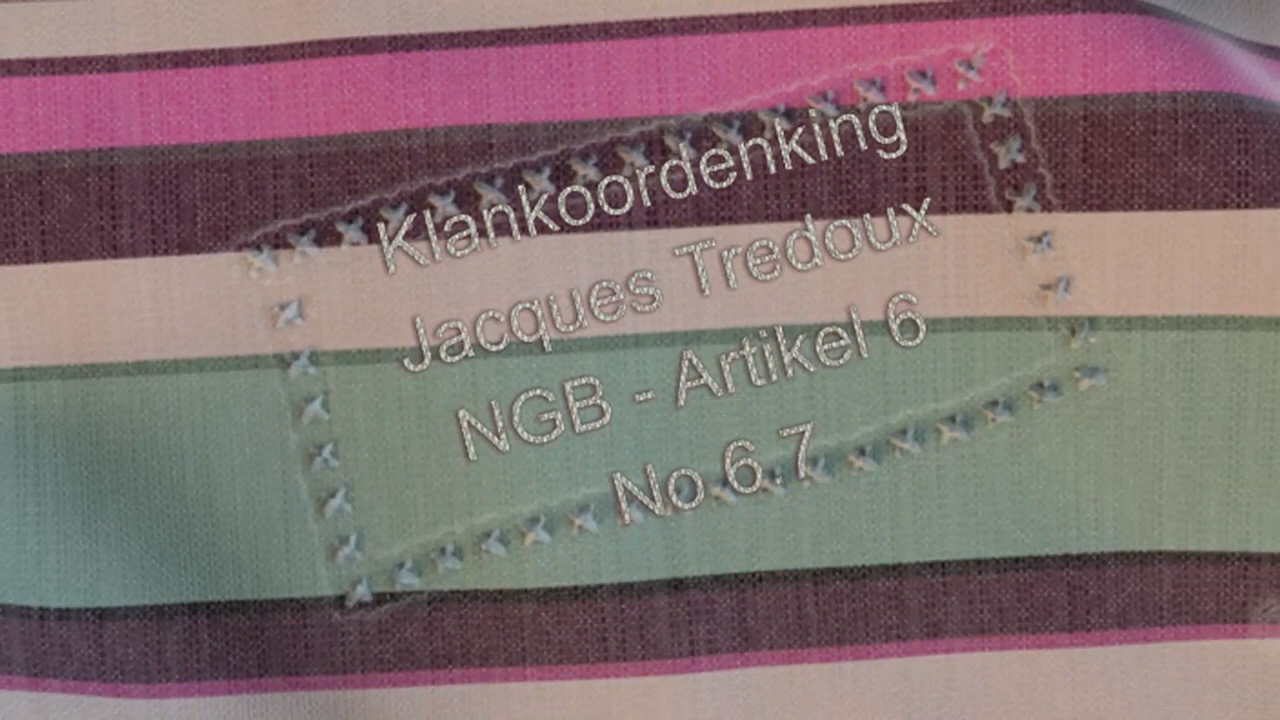 Klankoordenking
Jacques Tredoux
NGB - Artikel 6
No 6.7